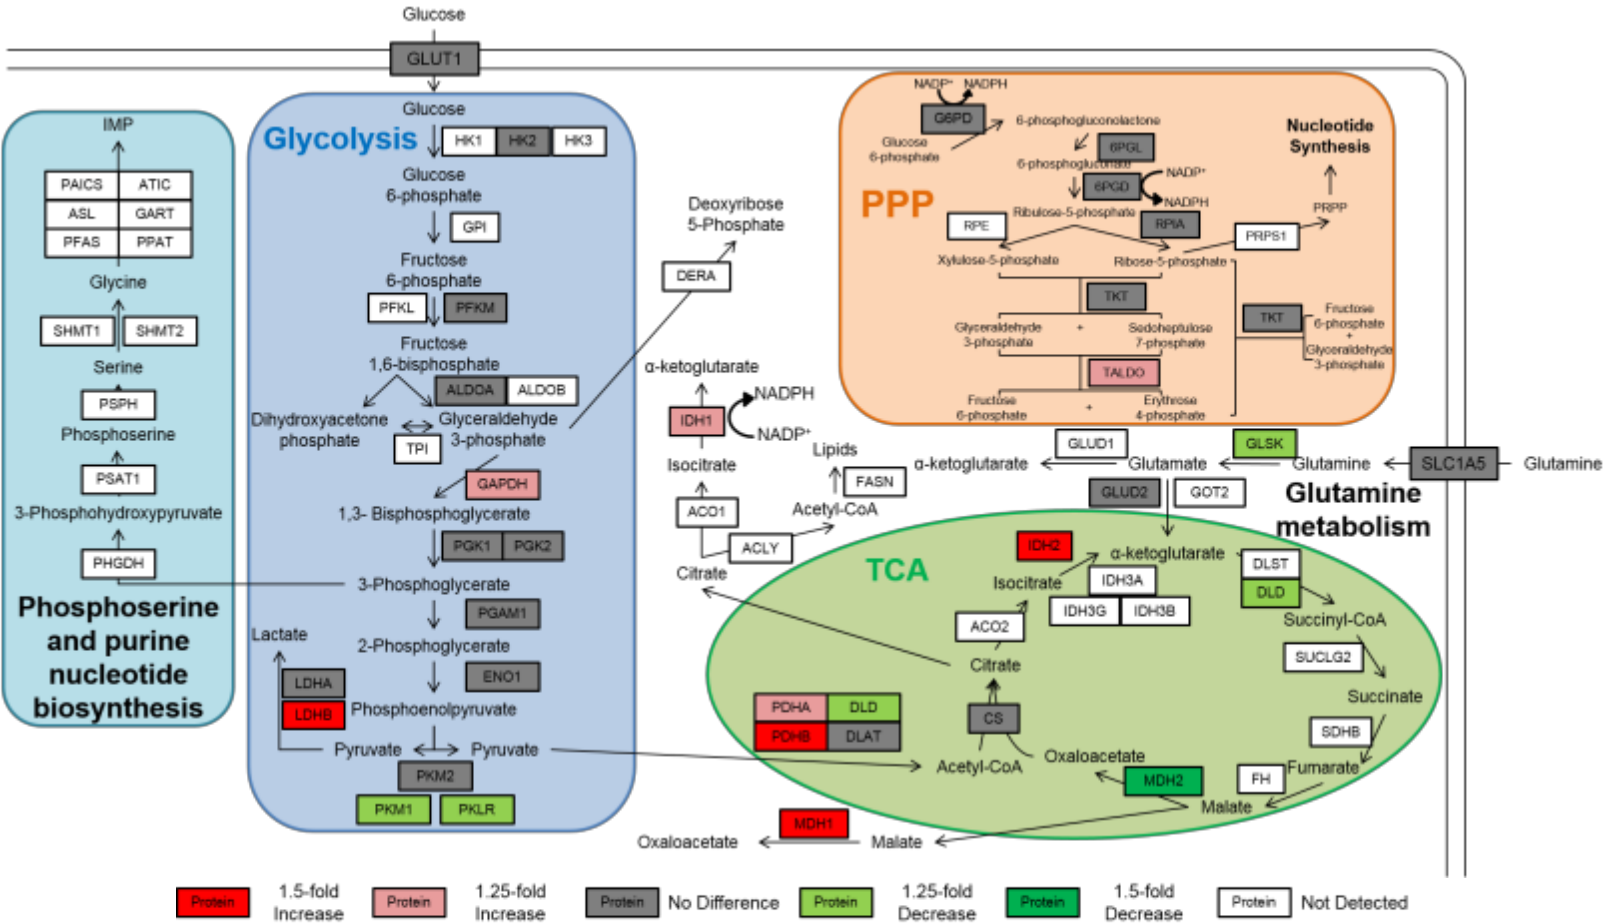 Glucose
GLUT1
IMP
PAICS
ATIC
ASL
GART
PFAS
PPAT
Glycine
SHMT1
SHMT2
Serine
PSPH
Phosphoserine
PSAT1
3-Phosphohydroxypyruvate
PHGDH
Phosphoserine
and purine
nucleotide
biosynthesis
Glycolysis
Glucose
HK1
HK2
HK3
Glucose
6-phosphate
GPI
Fructose
6-phosphate
PFKL
PFKM
Fructose
1,6-bisphosphate
ALDOA
ALDOB
Dihydroxyacetone
phosphate
Glyceraldehyde
3-phosphate
TPI
GAPDH
1,3- Bisphosphoglycerate
PGK1
PGK2
3-Phosphoglycerate
PGAM1
2-Phosphoglycerate
ENO1
Lactate
LDHA
LDHB
Phosphoenolpyruvate
Pyruvate
Pyruvate
PKM2
PKM1
PKLR
Deoxyribose
5-Phosphate
DERA
α-ketoglutarate
IDH1
NADPH
NADP+
Isocitrate
ACO1
Lipids
FASN
Acetyl-CoA
ACLY
Citrate
PPP
NADP+
NADPH
G6PD
Glucose
6-phosphate
6-phosphogluconolactone
6PGL
6-phosphogluconate
6PGD
NADP+
NADPH
Ribulose-5-phosphate
RPE
RPIA
Nucleotide
Synthesis
PRPP
PRPS1
Xylulose-5-phosphate
Ribose-5-phosphate
TKT
Glyceraldehyde
3-phosphate
+
Sedoheptulose
7-phosphate
TALDO
Fructose
6-phosphate
+
Erythrose
4-phosphate
TKT
Fructose
6-phosphate
+
Glyceraldehyde
3-phosphate
α-ketoglutarate
GLUD1
Glutamate
GLSK
Glutamine
SLC1A5
Glutamine
GLUD2
GOT2
Glutamine
metabolism
TCA
IDH2
α-ketoglutarate
Isocitrate
IDH3A
IDH3G
IDH3B
DLST
DLD
Succinyl-CoA
ACO2
SUCLG2
Citrate
Succinate
PDHA
DLD
PDHB
DLAT
CS
SDHB
Acetyl-CoA
Oxaloacetate
MDH2
FH
Fumarate
Malate
MDH1
Oxaloacetate
Malate
Protein
1.5-fold
Increase
Protein
1.25-fold
Increase
Protein
No Difference
Protein
1.25-fold
Decrease
Protein
1.5-fold
Decrease
Protein
Not Detected